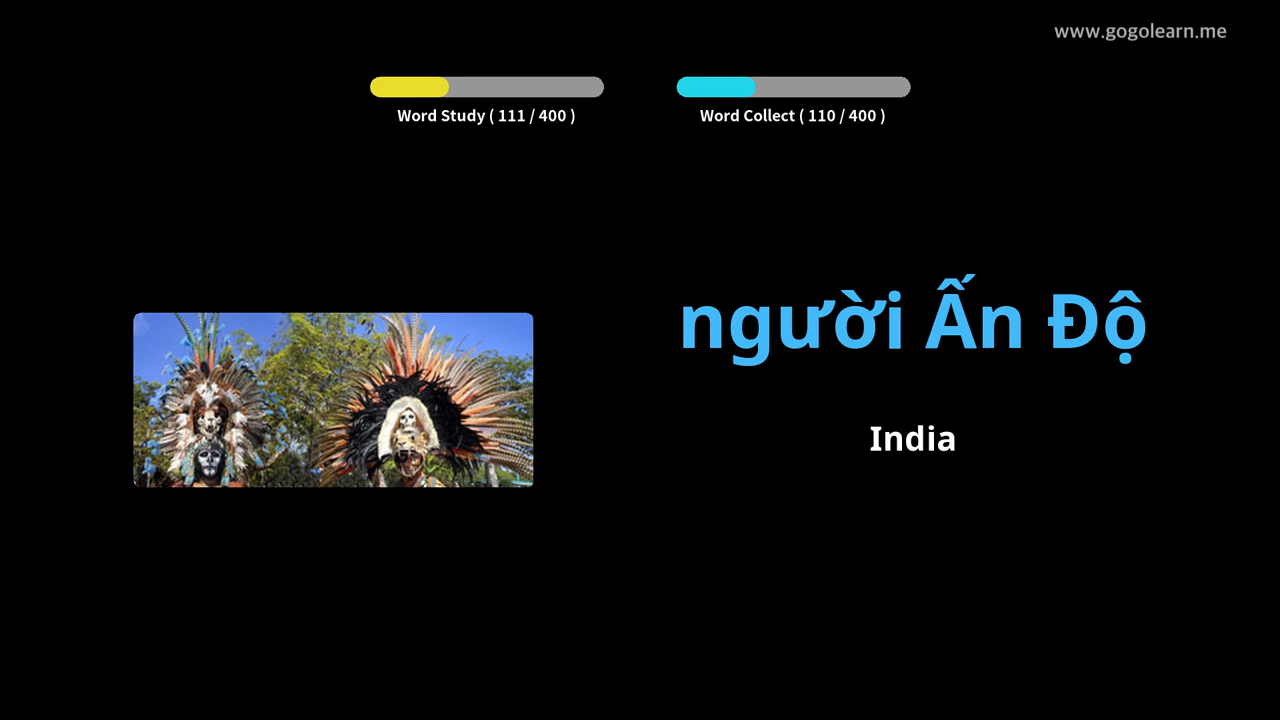 www.gogolearn.me
Word Study ( 111 / 400 )
Word Collect ( 110 / 400 )
người Ấn Độ
India